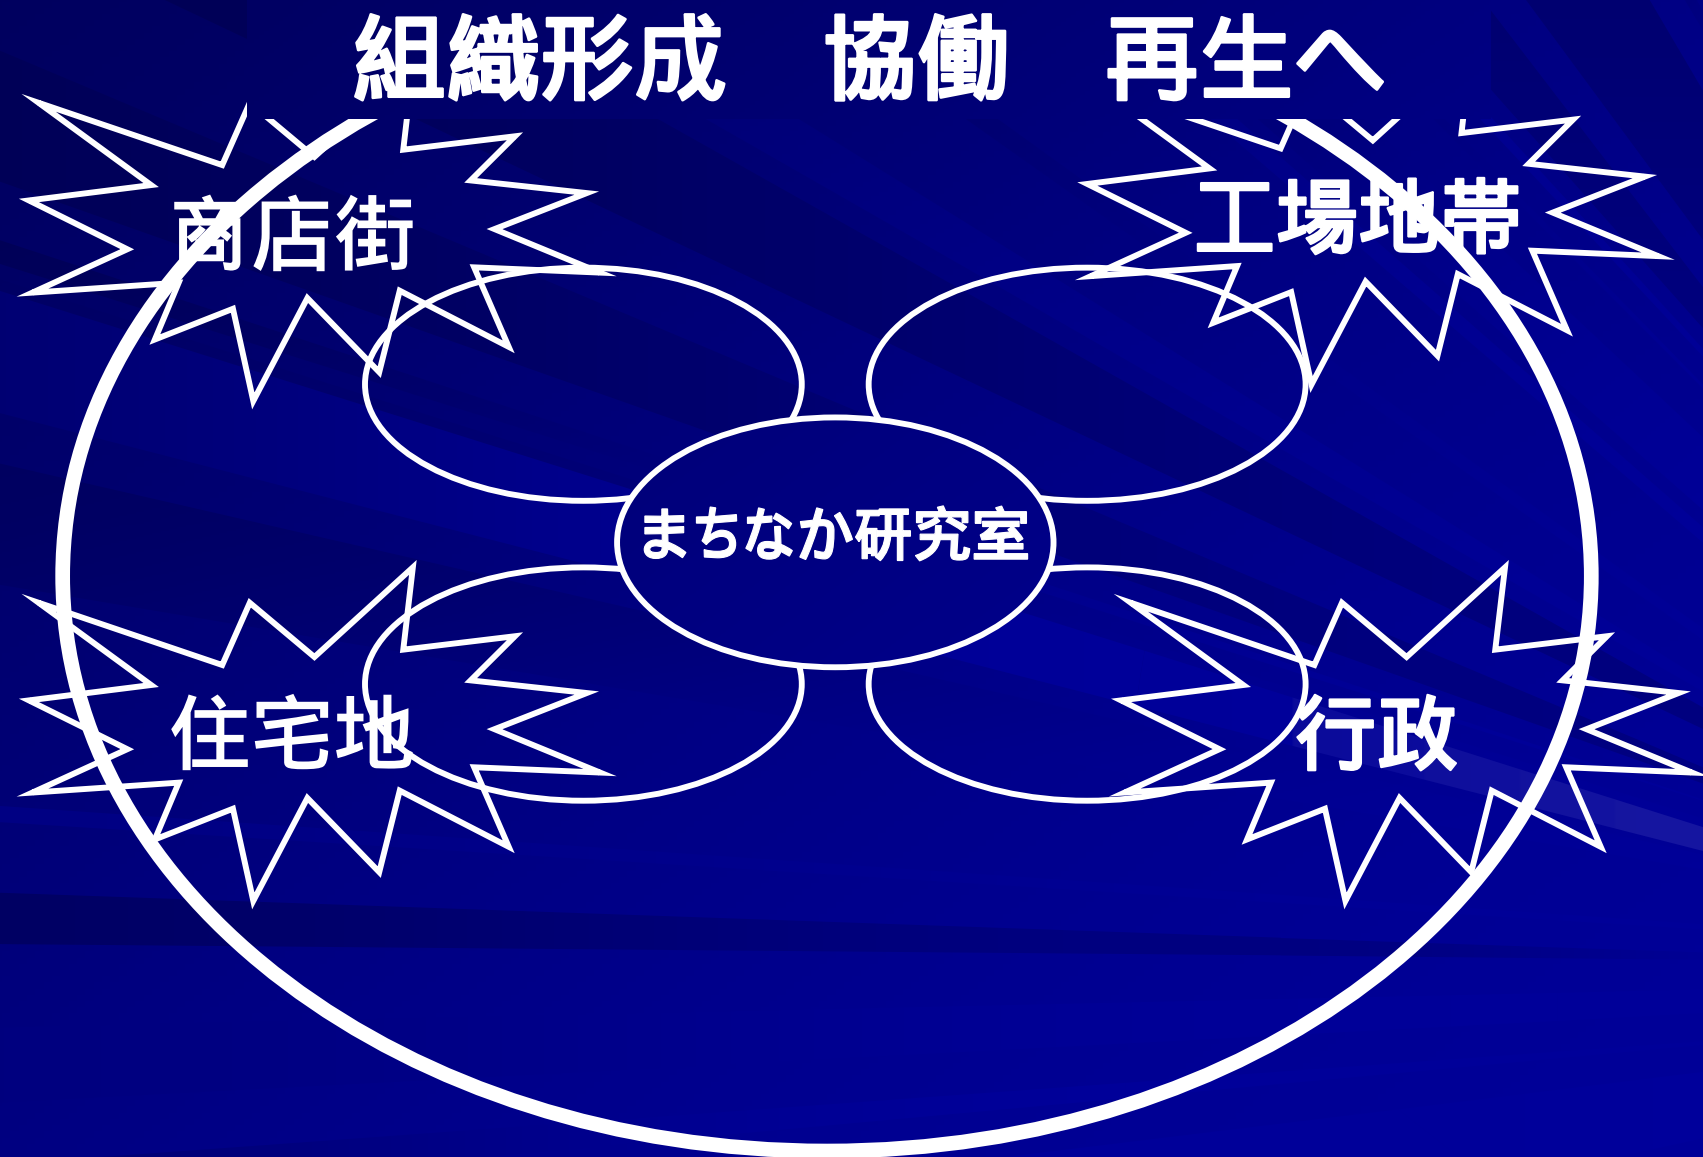 組織形成　協働　再生へ
商店街
工場地帯
まちなか研究室
住宅地
行政